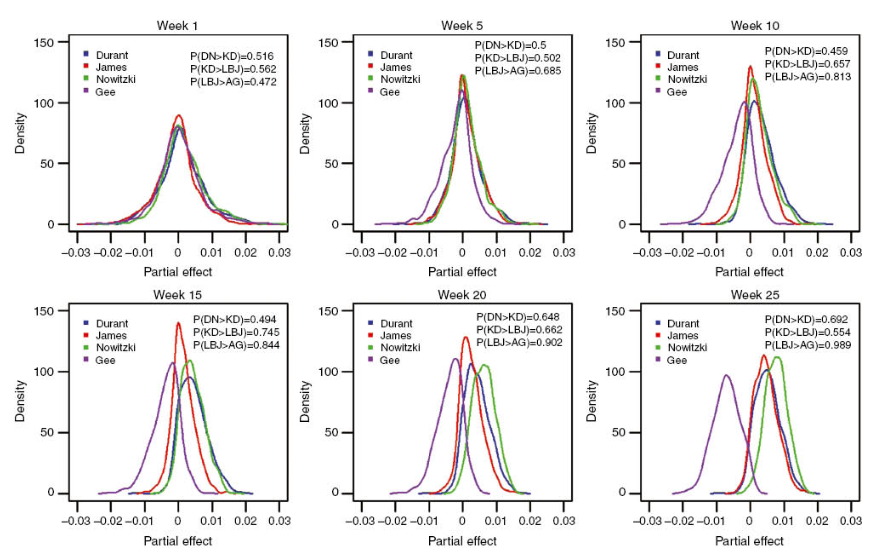 Week 1
Durant
James
Nowitzki
Gee
P(DN>KD)=0.516
P(KD>LBJ)=0.562
P(LBJ>AG)=0.472
Density
150
100
50
0
−0.03 −0.02 −0.01 0 0.01 0.02 0.03
Partial effect
Week 5
Durant
James
Nowitzki
Gee
P(DN>KD)=0.5
P(KD>LBJ)=0.502
P(LBJ>AG)=0.685
Density
150
100
50
0
−0.03 −0.02 −0.01 0 0.01 0.02 0.03
Partial effect
Week 10
Durant
James
Nowitzki
Gee
P(DN>KD)=0.459
P(KD>LBJ)=0.657
P(LBJ>AG)=0.813
Density
150
100
50
0
−0.03 −0.02 −0.01 0 0.01 0.02 0.03
Partial effect
Week 15
Durant
James
Nowitzki
Gee
P(DN>KD)=0.494
P(KD>LBJ)=0.745
P(LBJ>AG)=0.844
Density
150
100
50
0
−0.03 −0.02 −0.01 0 0.01 0.02 0.03
Partial effect
Week 20
Durant
James
Nowitzki
Gee
P(DN>KD)=0.648
P(KD>LBJ)=0.662
P(LBJ>AG)=0.902
Density
150
100
50
0
−0.03 −0.02 −0.01 0 0.01 0.02 0.03
Partial effect
Week 25
Durant
James
Nowitzki
Gee
P(DN>KD)=0.692
P(KD>LBJ)=0.554
P(LBJ>AG)=0.989
Density
150
100
50
0
−0.03 −0.02 −0.01 0 0.01 0.02 0.03
Partial effect